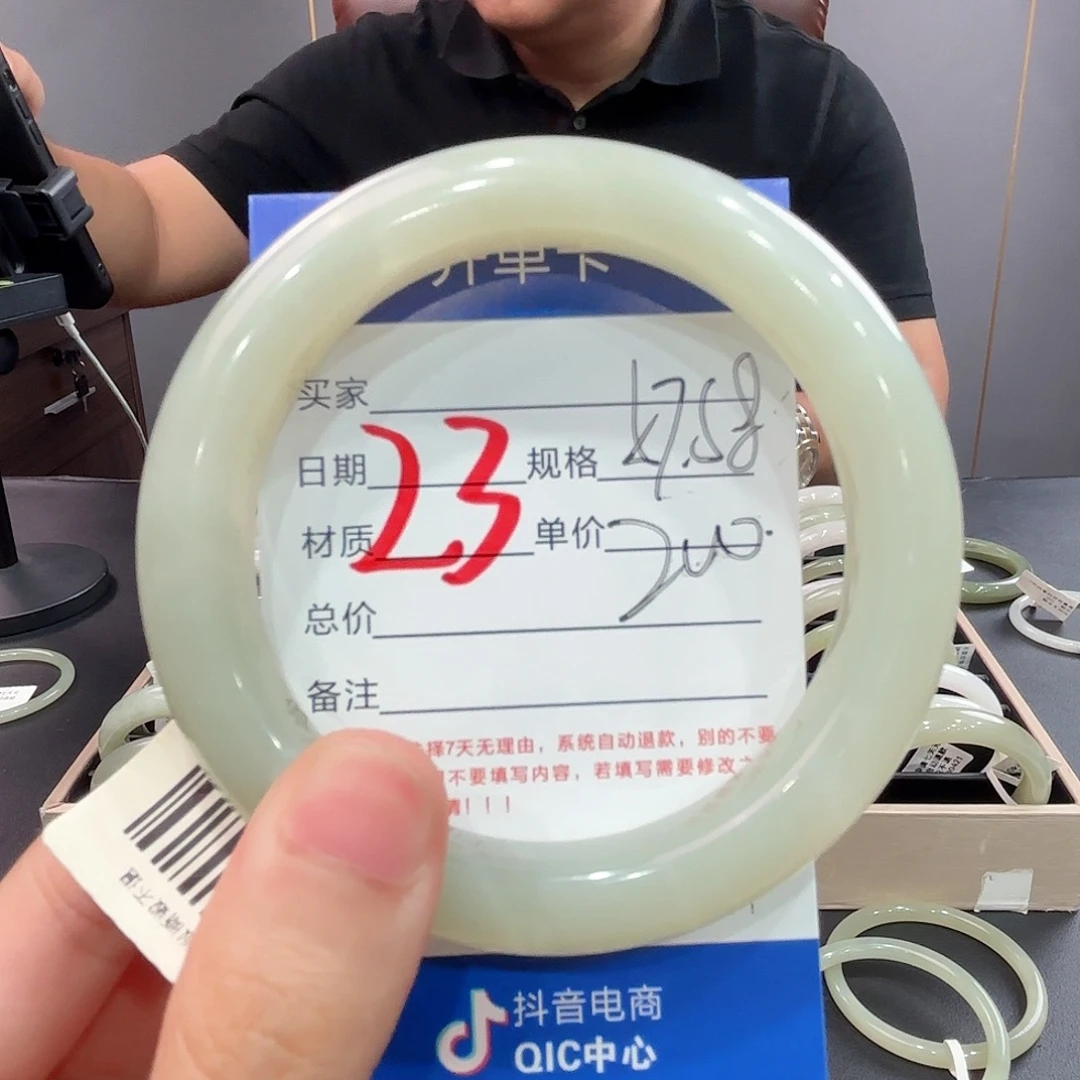 开单卡
买家
日期 23 规格 47.58
材质 单价 200
总价
备注
择7天无理由，系统自动退款，别的不要
不要填写内容，若填写需要修改
请！！！
抖音电商
QIC中心